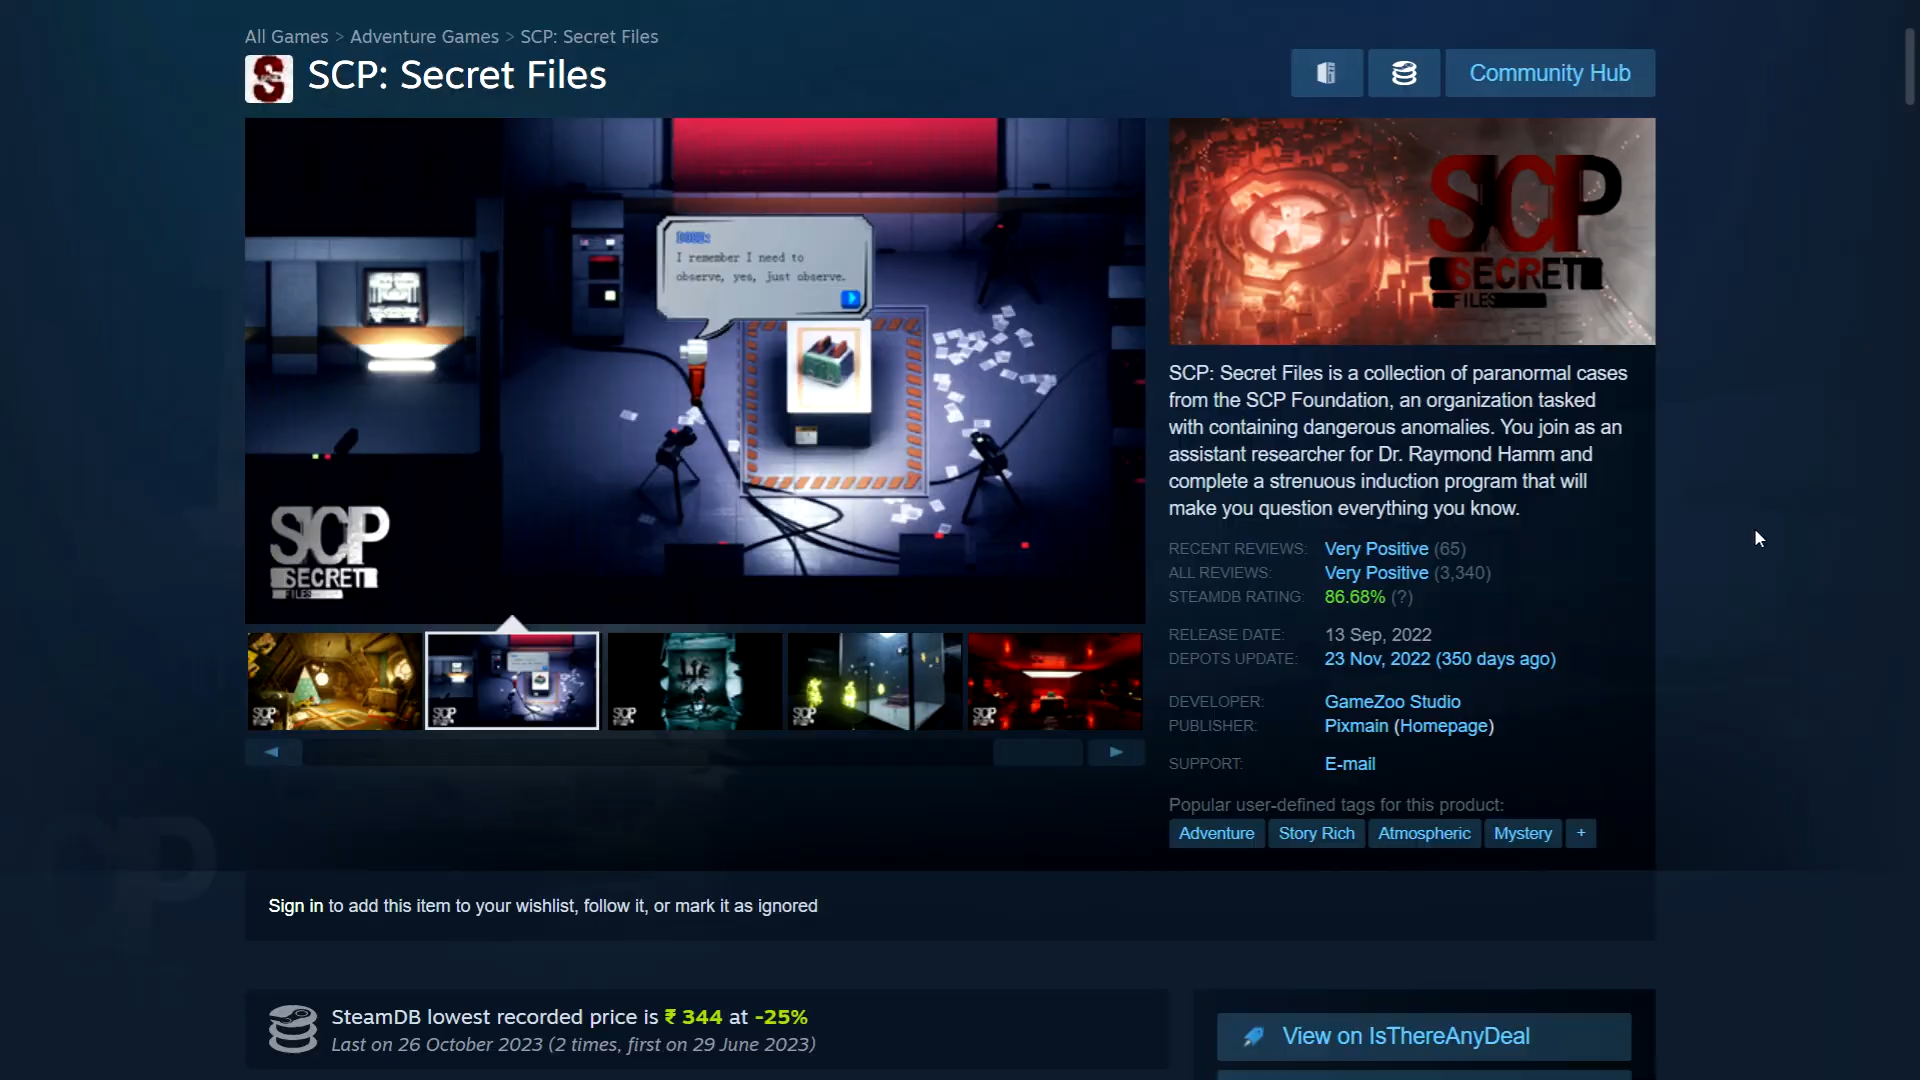 All Games > Adventure Games > SCP: Secret Files
SCP: Secret Files
Community Hub
I remember I need to
observe, yes, just observe.
SCP
SECRET
FILES
SCP
SECRET
FILES
SCP: Secret Files is a collection of paranormal cases
from the SCP Foundation, an organization tasked
with containing dangerous anomalies. You join as an
assistant researcher for Dr. Raymond Hamm and
complete a strenuous induction program that will
make you question everything you know.
RECENT REVIEWS: Very Positive (65)
ALL REVIEWS: Very Positive (3,340)
STEAMDB RATING: 86.68% (?)
RELEASE DATE: 13 Sep, 2022
DEPOTS UPDATE: 23 Nov, 2022 (350 days ago)
DEVELOPER: GameZoo Studio
PUBLISHER: Pixmain (Homepage)
SUPPORT: E-mail
Popular user-defined tags for this product:
Adventure Story Rich Atmospheric Mystery +
Sign in to add this item to your wishlist, follow it, or mark it as ignored
SteamDB lowest recorded price is ₹ 344 at -25%
Last on 26 October 2023 (2 times, first on 29 June 2023)
View on IsThereAnyDeal